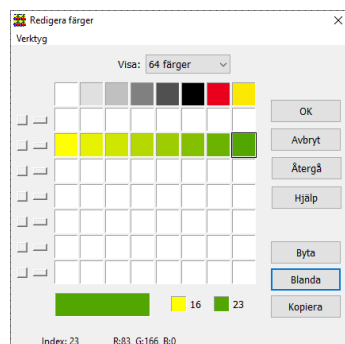 Redigera färger
Verktyg
Visa: 64 färger
OK
Avbryt
Återgå
Hjälp
Byta
Blanda
Kopiera
16 23
Index: 23 R:83 G:166 B:0